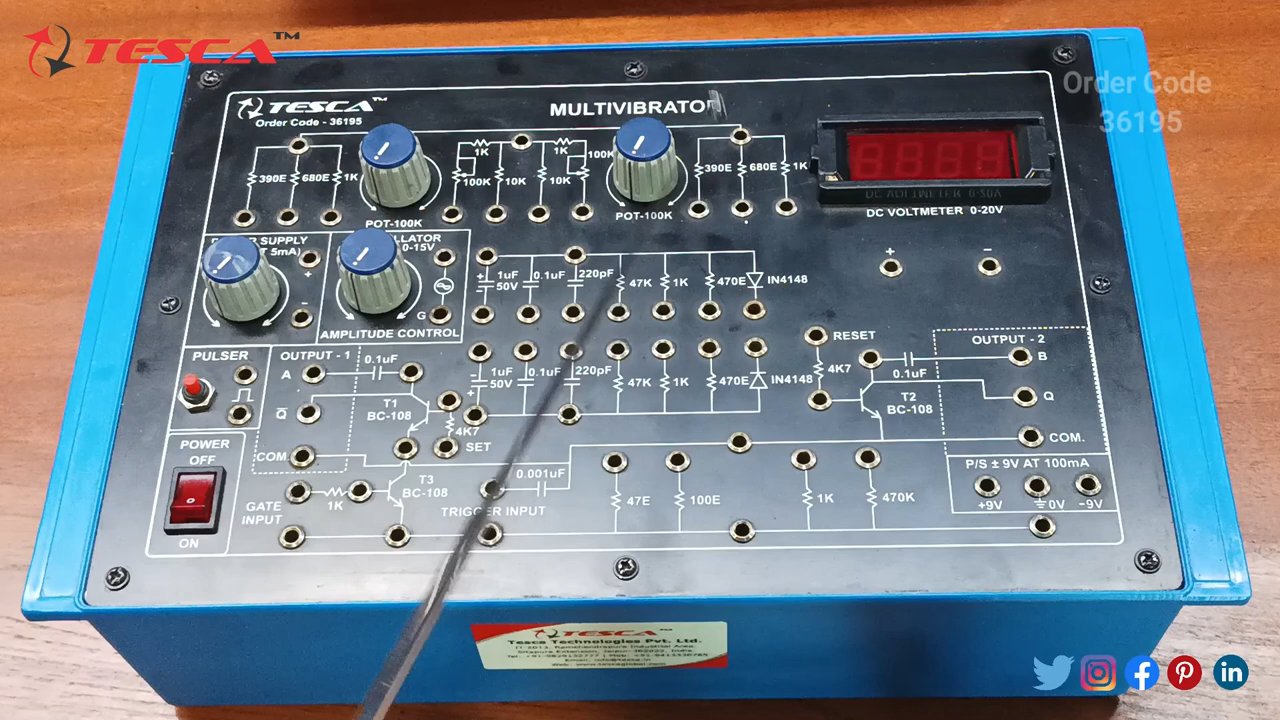 TESCA™
Order Code
36195
TESCA™
Order Code - 36195
MULTIVIBRATO
390E 680E 1K
POT-100K
1K 1K
100K 10K 10K 100K
POT-100K
390E 680E 1K
DC VOLTMETER 0-20V
DC VOLTMETER 0-20V
SUPPLY
5mA)
+
-
0-15V
G
AMPLITUDE CONTROL
+ 1uF 50V 0.1uF 220pF 47K 1K 470E IN4148
+ -
PULSER
OUTPUT - 1
A
0.1uF
Q
COM.
T1
BC-108
4K7
SET
1uF 50V 0.1uF 220pF 47K 1K 470E IN4148
+
RESET
4K7
0.1uF
T2
BC-108
OUTPUT - 2
B
Q
COM.
POWER
OFF
ON
GATE
INPUT
1K
T3
BC-108
0.001uF
TRIGGER INPUT
47E 100E 1K 470K
P/S ± 9V AT 100mA
+9V 0V -9V
TESCA™
Tesca Technologies Pvt. Ltd.